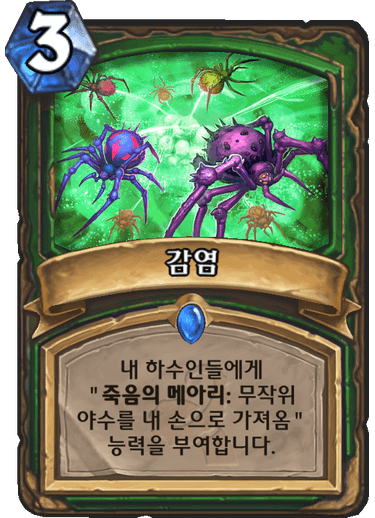 3
감염
내 하수인들에게
"죽음의 메아리: 무작위
야수를 내 손으로 가져옴"
능력을 부여합니다.